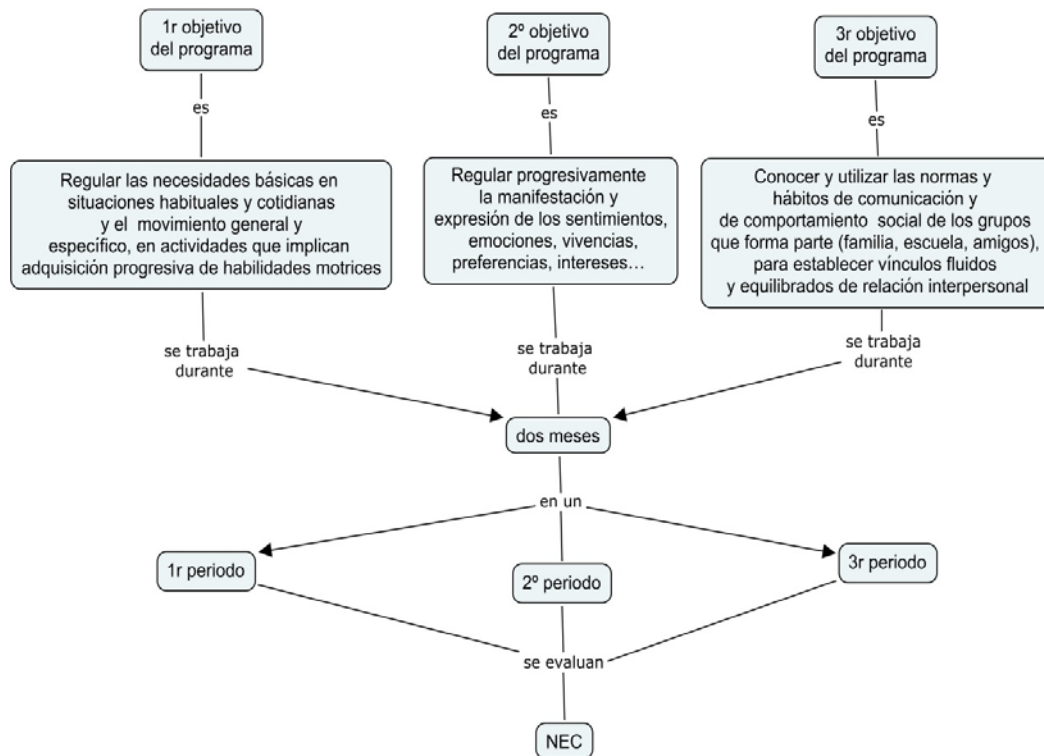 1r objetivo
del programa
2º objetivo
del programa
3r objetivo
del programa
es
es
es
Regular las necesidades básicas en
situaciones habituales y cotidianas
y el movimiento general y
específico, en actividades que implican
adquisición progresiva de habilidades motrices
Regular progresivamente
la manifestación y
expresión de los sentimientos,
emociones, vivencias,
preferencias, intereses…
Conocer y utilizar las normas y
hábitos de comunicación y
de comportamiento social de los grupos
que forma parte (familia, escuela, amigos),
para establecer vínculos fluidos
y equilibrados de relación interpersonal
se trabaja
durante
se trabaja
durante
se trabaja
durante
dos meses
en un
1r periodo
2º periodo
3r periodo
se evaluan
NEC